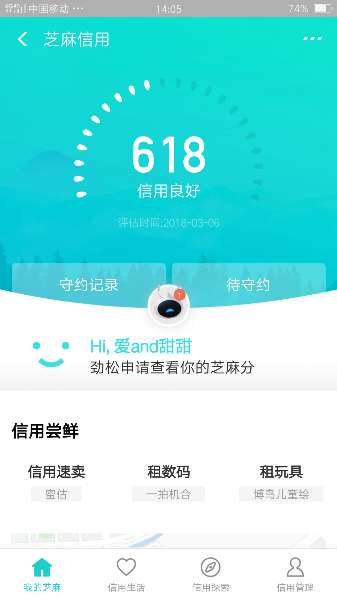 中国移动 ··· 14:05 74%
芝麻信用
618
信用良好
评估时间:2018-03-06
守约记录 待守约
1
Hi, 爱and甜甜
劲松申请查看你的芝麻分
信用尝鲜
信用速卖 租数码 租玩具
蜜估 一拍机合 博鸟儿童绘
我的芝麻 信用生活 信用探索 信用管理